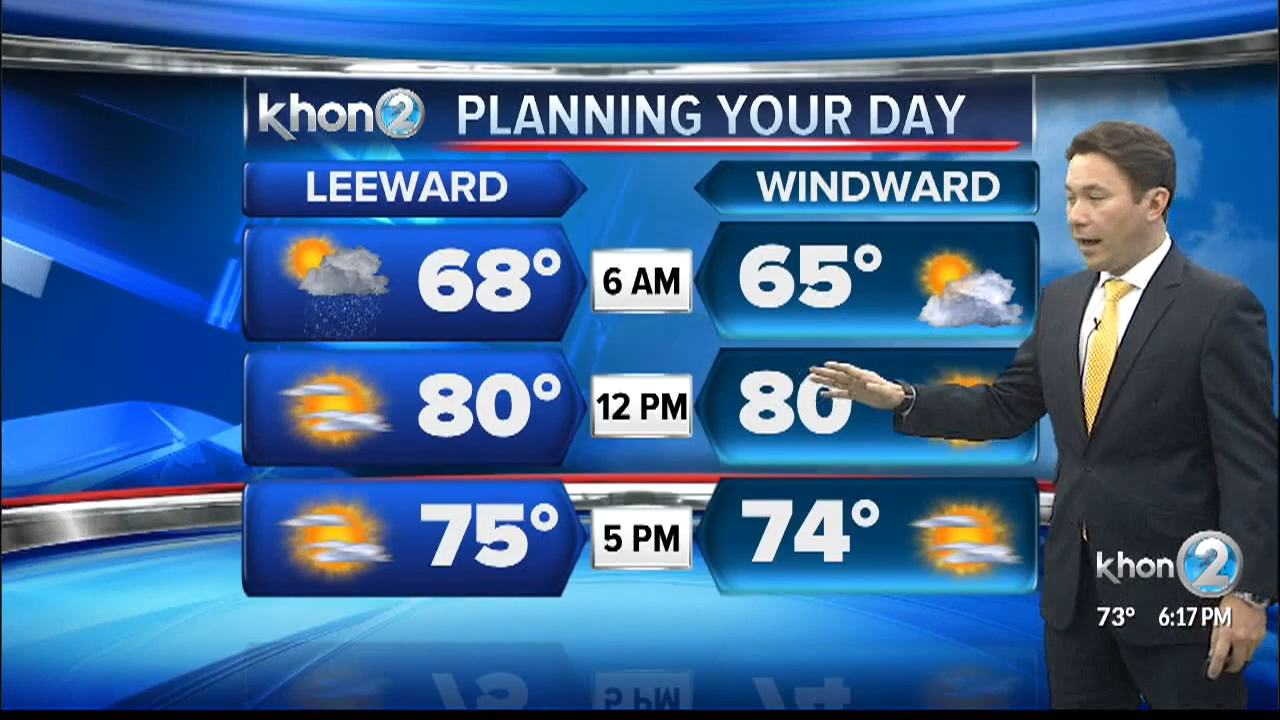 khon2 PLANNING YOUR DAY
LEEWARD WINDWARD
68° 6 AM 65°
80° 12 PM 80
75° 5 PM 74°
khon2
73° 6:17 PM